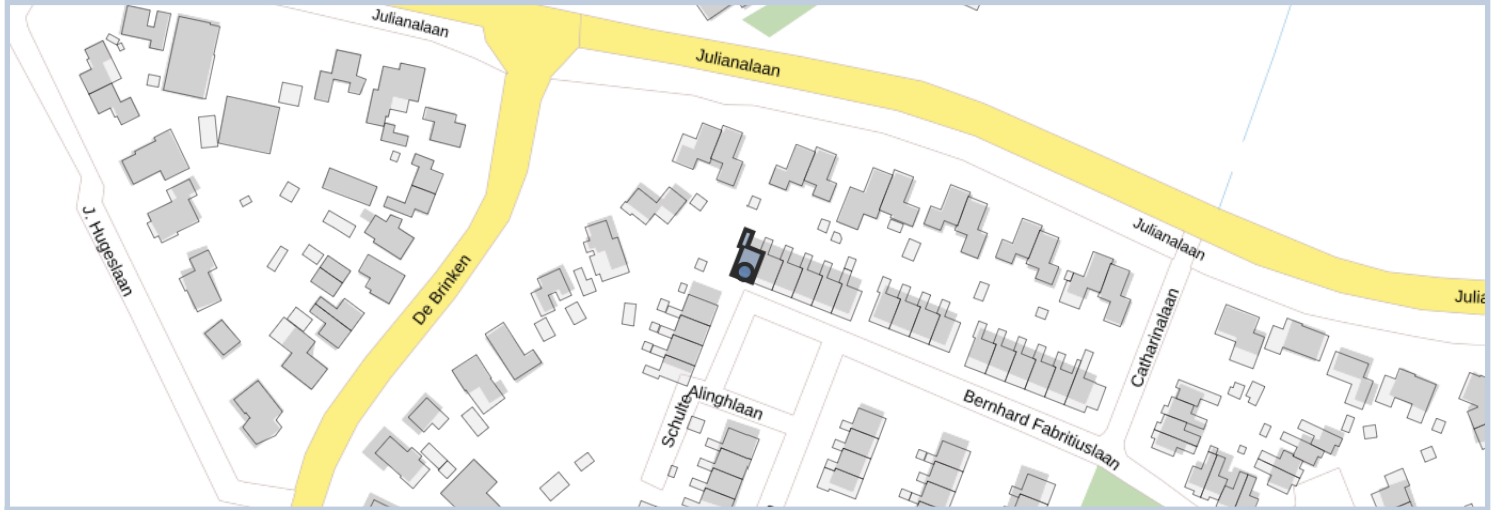 Julianalaan
Julianalaan
J. Hugeslaan
De Brinken
Julianalaan
Julia
Catharinalaan
Schulte
Alinghlaan
Bernhard Fabritiuslaan